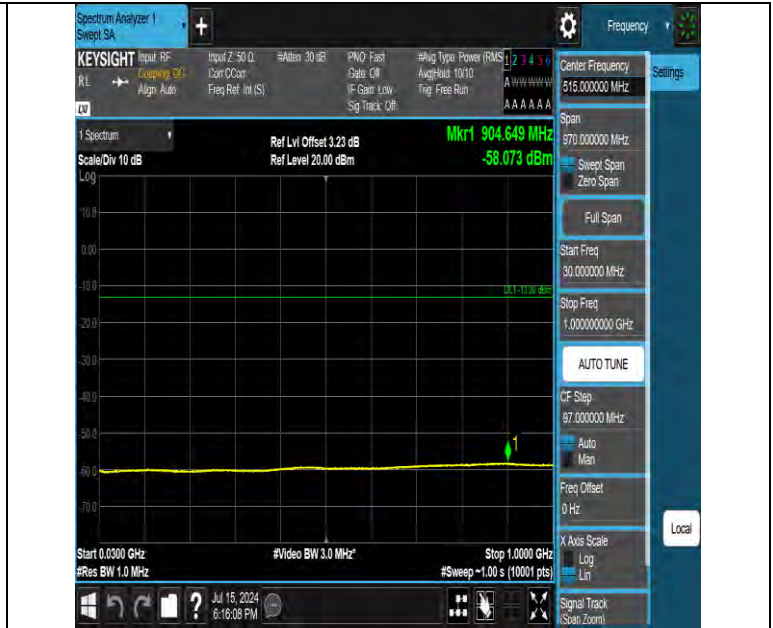 Spectrum Analyzer 1
Swept SA
+
Frequency
KEYSIGHT Input: RF
RL Coupling: DC
Align: Auto
Input Z: 50 Ω
Corr CCorr
Freq Ref: Int (S)
#Atten: 30 dB
PNO: Fast
Gate: Off
IF Gain: Low
Sig Track: Off
#Avg Type: Power (RMS
Avg|Hold: 10/10
Trig: Free Run
1 2 3 4 5 6
A W W W W W
A A A A A A
LXI
1 Spectrum
Scale/Div 10 dB
Ref Lvl Offset 3.23 dB
Ref Level 20.00 dBm
Mkr1 904.649 MHz
-58.073 dBm
Log
10.0
0.00
-10.0
DL1 -13.00 dBm
-20.0
-30.0
-40.0
-50.0
-60.0
-70.0
1
Start 0.0300 GHz
#Res BW 1.0 MHz
#Video BW 3.0 MHz*
Stop 1.0000 GHz
#Sweep ~1.00 s (10001 pts)
Jul 15, 2024
6:16:08 PM
?
Center Frequency
515.000000 MHz
Settings
Span
970.000000 MHz
Swept Span
Zero Span
Full Span
Start Freq
30.000000 MHz
Stop Freq
1.000000000 GHz
AUTO TUNE
CF Step
97.000000 MHz
Auto
Man
Freq Offset
0 Hz
X Axis Scale
Log
Lin
Local
Signal Track
(Span Zoom)